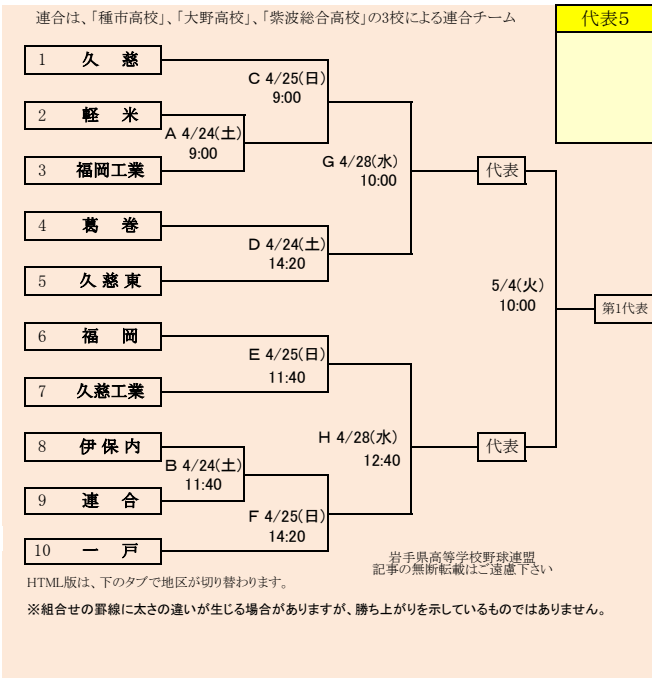 連合は、「種市高校」、「大野高校」、「紫波総合高校」の3校による連合チーム
代表5
1 久 慈
C 4/25(日)
9:00
2 軽 米
A 4/24(土)
9:00
3 福岡工業
G 4/28(水)
10:00
代表
4 葛 巻
D 4/24(土)
14:20
5 久慈東
5/4(火)
10:00
第1代表
6 福 岡
E 4/25(日)
11:40
7 久慈工業
8 伊保内
B 4/24(土)
11:40
H 4/28(水)
12:40
代表
9 連 合
F 4/25(日)
14:20
10 一 戸
岩手県高等学校野球連盟
記事の無断転載はご遠慮下さい
HTML版は、下のタブで地区が切り替わります。
※組合せの罫線に太さの違いが生じる場合がありますが、勝ち上がりを示しているものではありません。